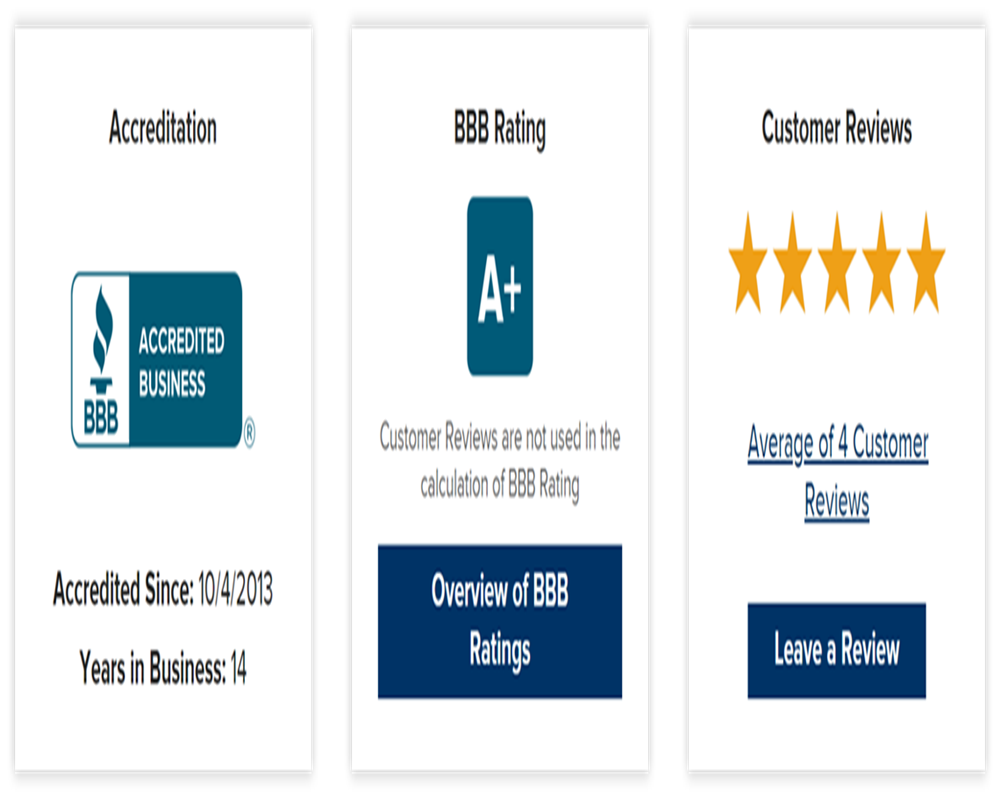 Accreditation
BBB
ACCREDITED
BUSINESS
®
Accredited Since: 10/4/2013
Years in Business: 14
BBB Rating
A+
Customer Reviews are not used in the
calculation of BBB Rating
Overview of BBB
Ratings
Customer Reviews
Average of 4 Customer
Reviews
Leave a Review